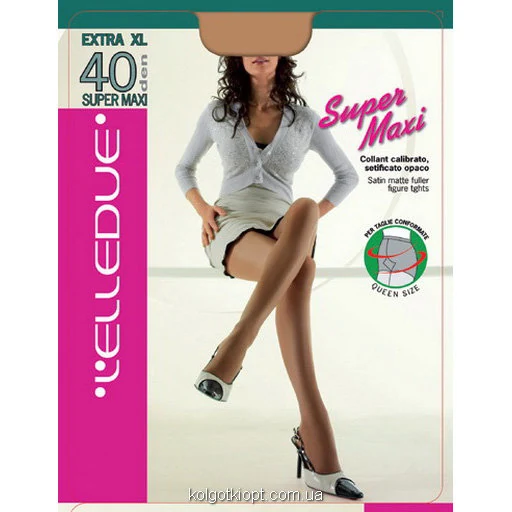 EXTRA XL
40 den
SUPER MAXI
L'ELLEDUE
Super
Maxi
Collant calibrato,
setificato opaco
Satin matte fuller
figure tights
PER TAGLIE CONFORMATE
QUEEN SIZE
kolgotkiopt.com.ua